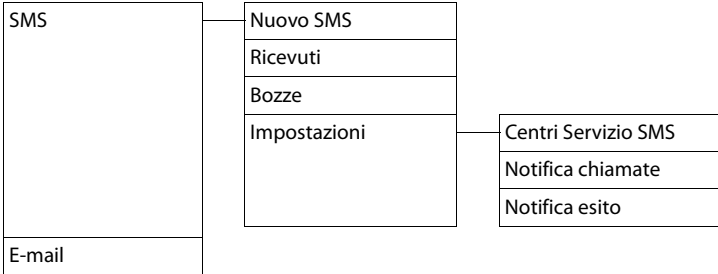 SMS
Nuovo SMS
Ricevuti
Bozze
Impostazioni
Centri Servizio SMS
Notifica chiamate
Notifica esito
E-mail